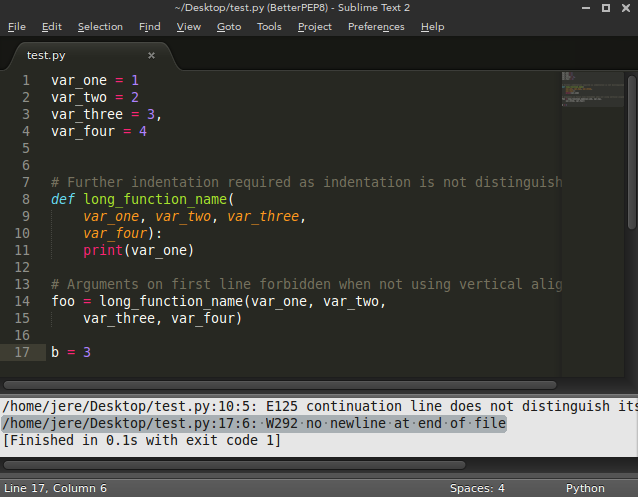 ~/Desktop/test.py (BetterPEP8) - Sublime Text 2
File Edit Selection Find View Goto Tools Project Preferences Help
test.py
1 var_one = 1
2 var_two = 2
3 var_three = 3,
4 var_four = 4
5
6
7 # Further indentation required as indentation is not distinguish
8 def long_function_name(
9 var_one, var_two, var_three,
10 var_four):
11 print(var_one)
12
13 # Arguments on first line forbidden when not using vertical alig
14 foo = long_function_name(var_one, var_two,
15 var_three, var_four)
16
17 b = 3
/home/jere/Desktop/test.py:10:5: E125 continuation line does not distinguish its
/home/jere/Desktop/test.py:17:6: W292 no newline at end of file
[Finished in 0.1s with exit code 1]
Line 17, Column 6 Spaces: 4 Python